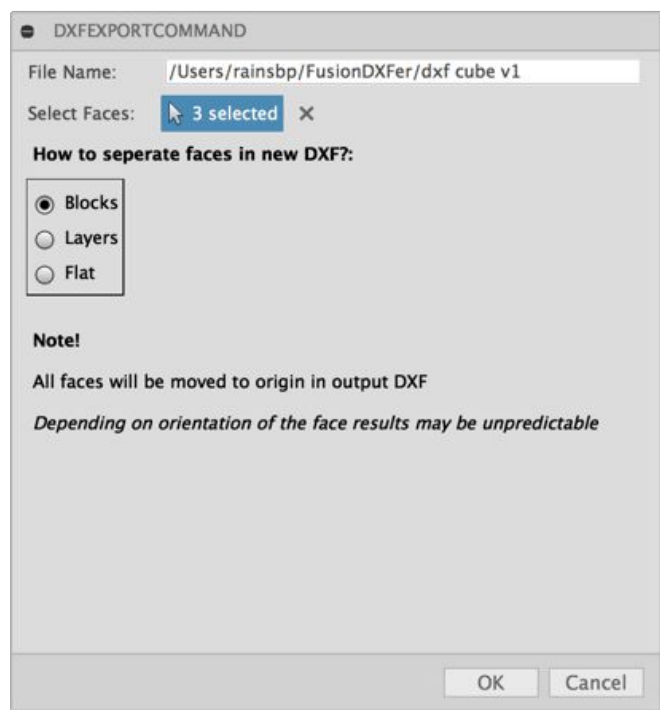 DXFEXPORTCOMMAND
File Name: /Users/rainsbp/FusionDXFer/dxf cube v1
Select Faces: 3 selected
How to seperate faces in new DXF?:
Blocks
Layers
Flat
Note!
All faces will be moved to origin in output DXF
Depending on orientation of the face results may be unpredictable
OK Cancel